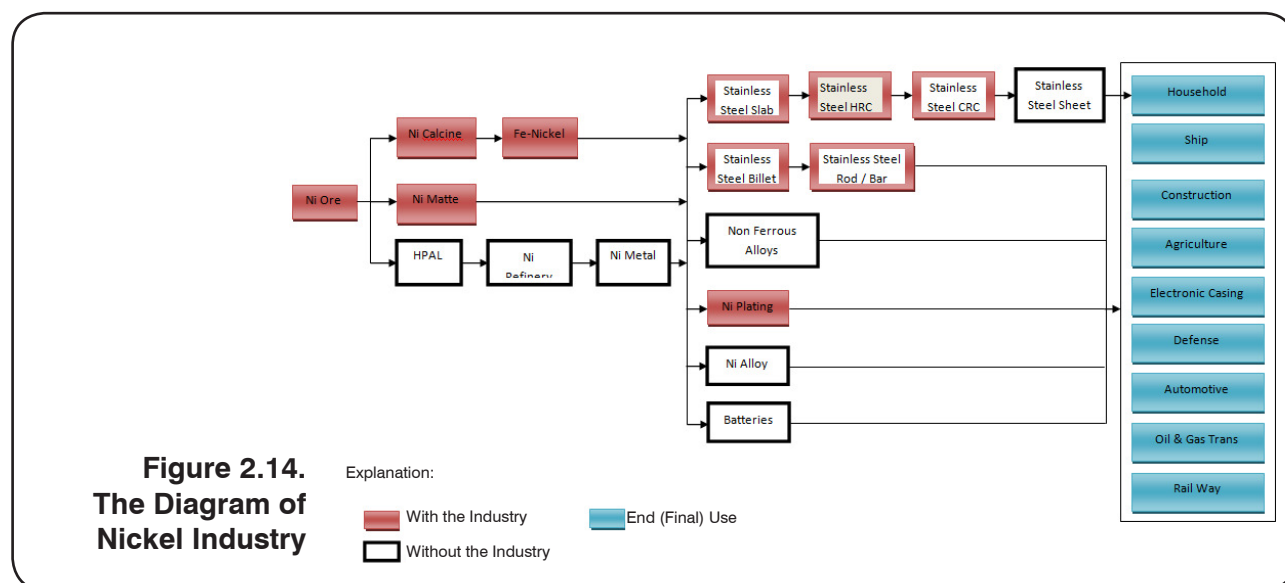 Ni Ore
Ni Calcine
Fe-Nickel
Ni Matte
HPAL
Ni
Refinery
Ni Metal
Stainless
Steel Slab
Stainless
Steel HRC
Stainless
Steel CRC
Stainless
Steel Sheet
Stainless
Steel Billet
Stainless Steel
Rod / Bar
Non Ferrous
Alloys
Ni Plating
Ni Alloy
Batteries
Household
Ship
Construction
Agriculture
Electronic Casing
Defense
Automotive
Oil & Gas Trans
Rail Way
Figure 2.14.
The Diagram of
Nickel Industry
Explanation:
With the Industry
End (Final) Use
Without the Industry